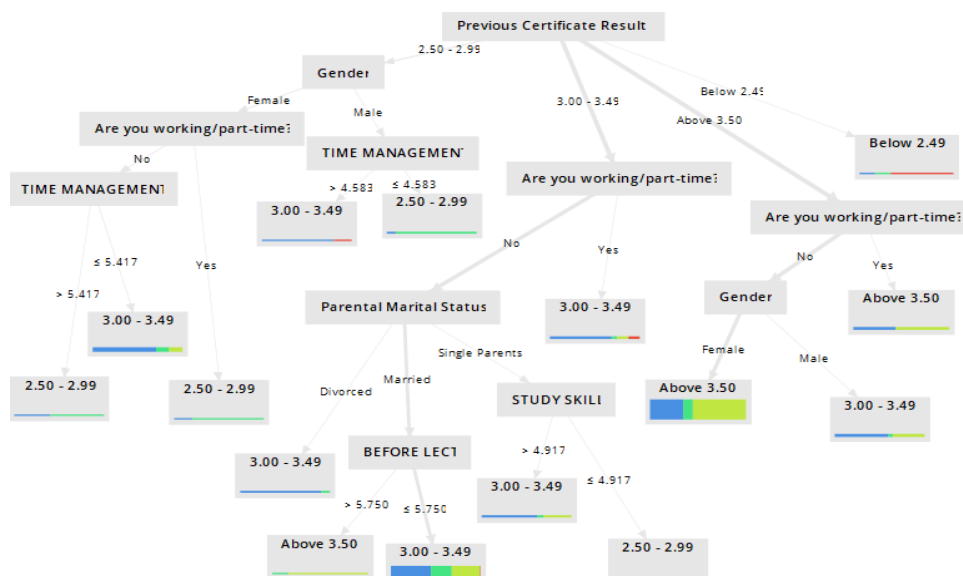 Previous Certificate Result
2.50 - 2.99
Gender
Female
Below 2.49
3.00 - 3.49
Male
Above 3.50
Are you working/part-time?
Below 2.49
No
TIME MANAGEMENT
Are you working/part-time?
TIME MANAGEMENT
> 4.583
≤ 4.583
3.00 - 3.49
2.50 - 2.99
Are you working/part-time?
No
Yes
No
≤ 5.417
Yes
Yes
> 5.417
Parental Marital Status
3.00 - 3.49
Gender
Above 3.50
3.00 - 3.49
Single Parents
Female
Male
2.50 - 2.99
2.50 - 2.99
Divorced
Married
STUDY SKILL
Above 3.50
3.00 - 3.49
BEFORE LECT
> 4.917
3.00 - 3.49
≤ 4.917
3.00 - 3.49
> 5.750
≤ 5.750
Above 3.50
3.00 - 3.49
2.50 - 2.99